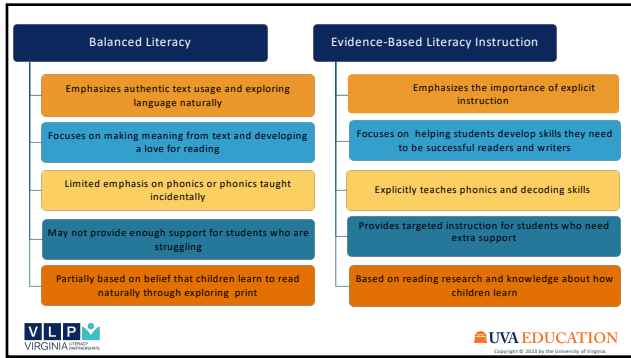 Balanced Literacy
Emphasizes authentic text usage and exploring
language naturally
Focuses on making meaning from text and developing
a love for reading
Limited emphasis on phonics or phonics taught
incidentally
May not provide enough support for students who are
struggling
Partially based on belief that children learn to read
naturally through exploring print
Evidence-Based Literacy Instruction
Emphasizes the importance of explicit
instruction
Focuses on helping students develop skills they need
to be successful readers and writers
Explicitly teaches phonics and decoding skills
Provides targeted instruction for students who need
extra support
Based on reading research and knowledge about how
children learn
VLP
VIRGINIA LITERACY
PARTNERSHIPS
UVA EDUCATION
Copyright © 2023 by the University of Virginia.